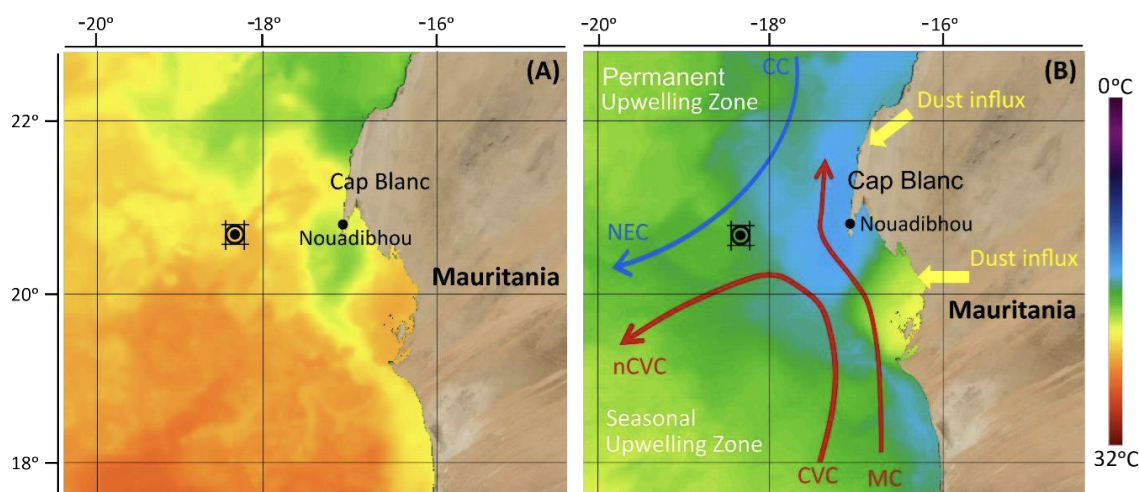 -20° -18° -16° -20° -18° -16°
(A) (B)
0°C
Permanent
Upwelling Zone
CC
Dust influx
22°
Cap Blanc
Cap Blanc
Nouadibhou
Nouadibhou
NEC
Dust influx
Mauritania
20°
Mauritania
nCVC
Seasonal
Upwelling Zone
18°
CVC
MC
32°C